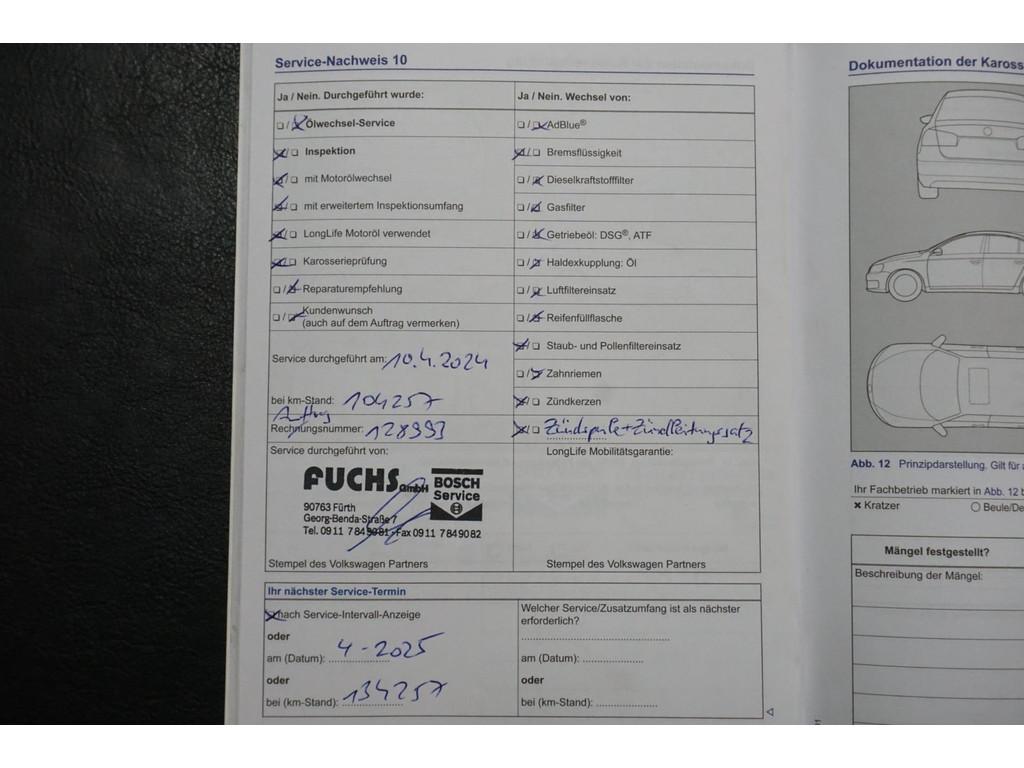 Service-Nachweis 10
Ja / Nein. Durchgeführt wurde:
Ölwechsel-Service
Inspektion
mit Motorölwechsel
mit erweitertem Inspektionsumfang
LongLife Motoröl verwendet
Karosserieprüfung
Reparaturempfehlung
Kundenwunsch
(auch auf dem Auftrag vermerken)
Service durchgeführt am: 10.4.2024
bei km-Stand: 104257
Auftrag
Rechnungsnummer: 128993
Service durchgeführt von:
FUCHS GmbH
BOSCH
Service
90763 Fürth
Georg-Benda-Straße 7
Tel. 0911 7849081 Fax 0911 7849082
Stempel des Volkswagen Partners
Ja / Nein. Wechsel von:
AdBlue®
Bremsflüssigkeit
Dieselkraftstofffilter
Gasfilter
Getriebeöl: DSG®, ATF
Haldexkupplung: Öl
Luftfiltereinsatz
Reifenfüllflasche
Staub- und Pollenfiltereinsatz
Zahnriemen
Zündkerzen
Zündspule + Zündleitungssatz
LongLife Mobilitätsgarantie:
Stempel des Volkswagen Partners
Ihr nächster Service-Termin
nach Service-Intervall-Anzeige
oder
am (Datum): 4-2025
oder
bei (km-Stand): 134257
Welcher Service/Zusatzumfang ist als nächster
erforderlich?
am (Datum):
oder
bei (km-Stand):
Dokumentation der Kaross
Abb. 12 Prinzipdarstellung. Gilt für
Ihr Fachbetrieb markiert in Abb. 12
Kratzer
Beule/De
Mängel festgestellt?
Beschreibung der Mängel: